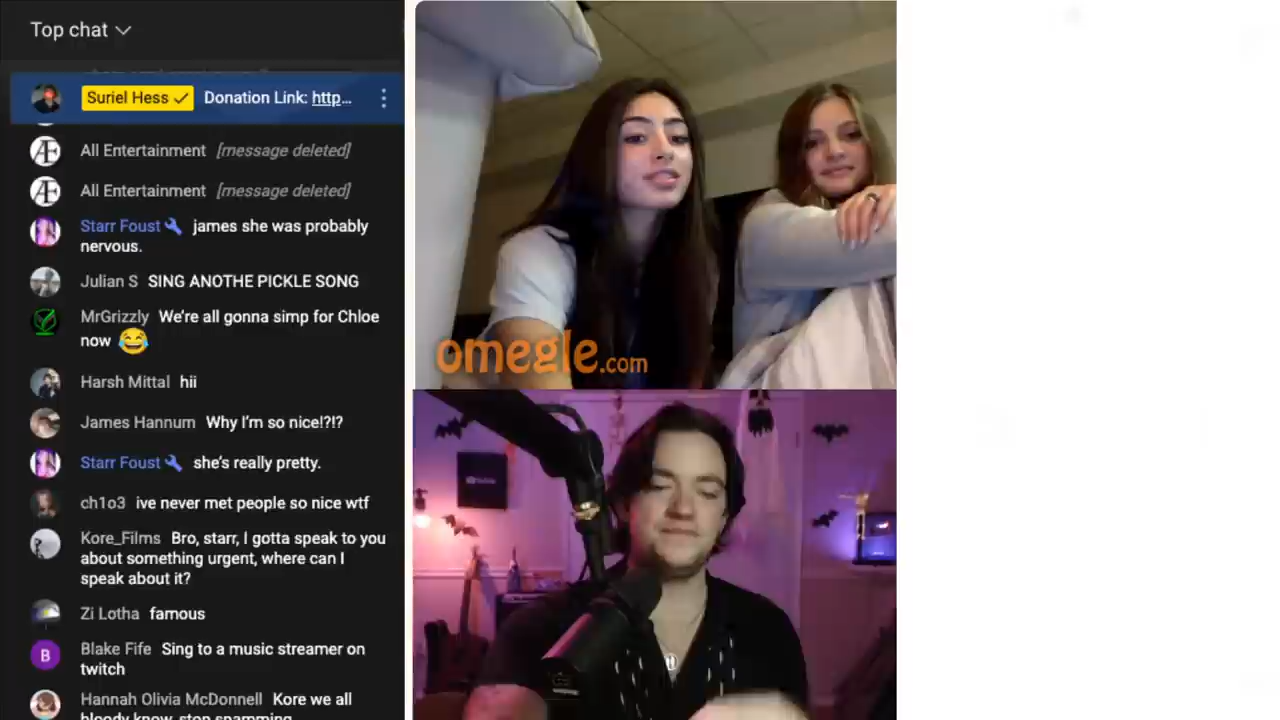 Top chat
Suriel Hess Donation Link: http...
All Entertainment [message deleted]
All Entertainment [message deleted]
Starr Foust james she was probably
nervous.
Julian S SING ANOTHE PICKLE SONG
MrGrizzly We're all gonna simp for Chloe
now 😂
Harsh Mittal hii
James Hannum Why I'm so nice!?!?
Starr Foust she's really pretty.
ch1o3 ive never met people so nice wtf
Kore_Films Bro, starr, I gotta speak to you
about something urgent, where can I
speak about it?
Zi Lotha famous
B
Blake Fife Sing to a music streamer on
twitch
Hannah Olivia McDonnell Kore we all
bloody know, stop spamming
omegle.com